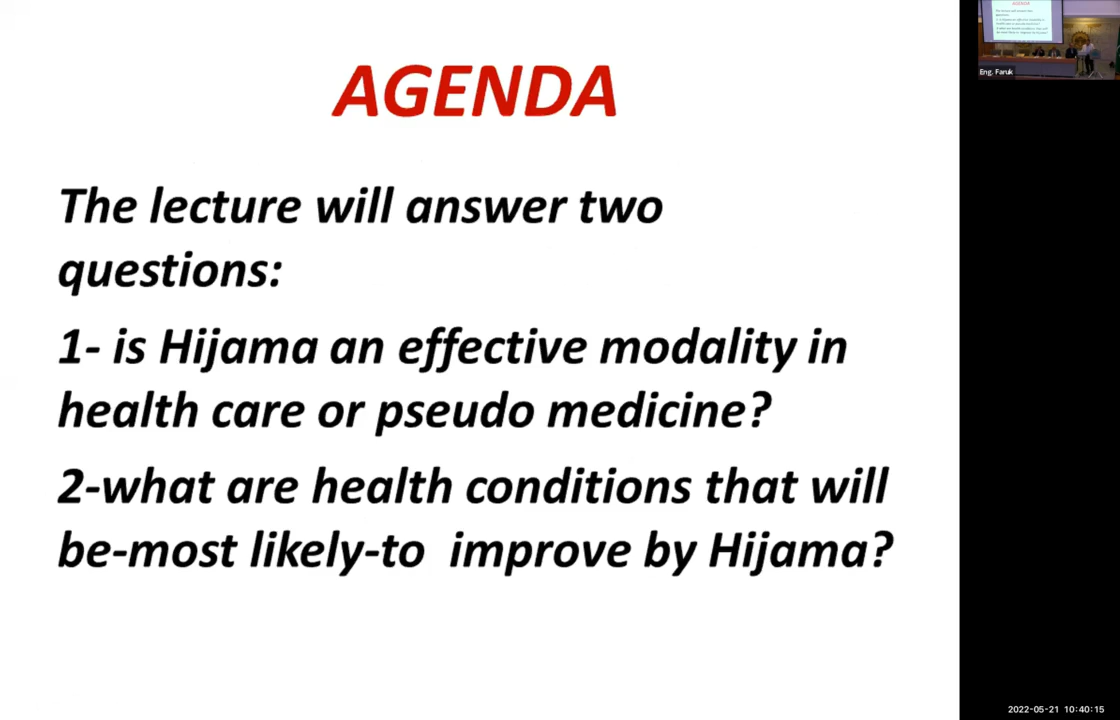 AGENDA
The lecture will answer two
questions:
1- is Hijama an effective modality in
health care or pseudo medicine?
2-what are health conditions that will
be-most likely-to improve by Hijama?
Eng. Faruk
2022-05-21 10:40:15